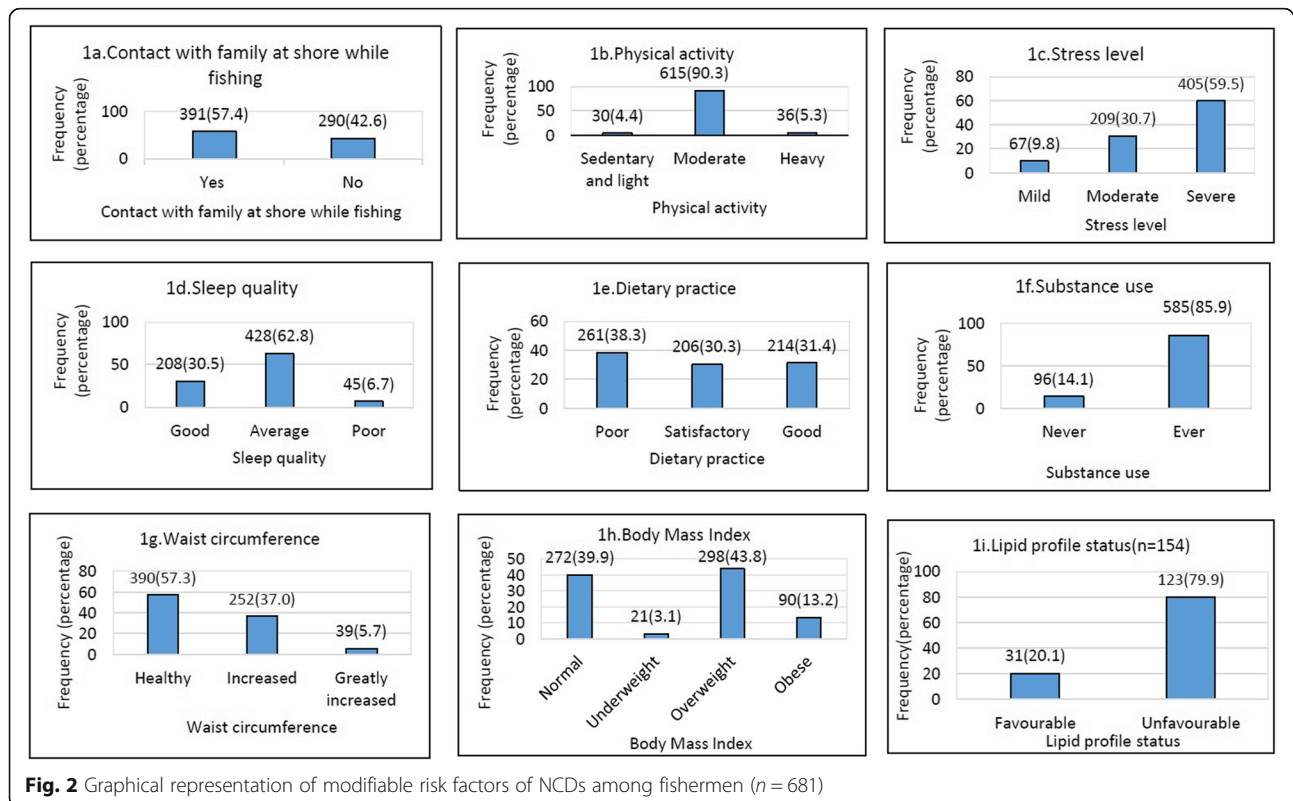 1a.Contact with family at shore while
fishing
Frequency
(percentage)
100
0
391(57.4)
290(42.6)
Yes
No
Contact with family at shore while fishing
1b.Physical activity
Frequency
(percentage)
100
50
0
30(4.4)
615(90.3)
36(5.3)
Sedentary
and light
Moderate
Heavy
Physical activity
1c.Stress level
Frequency
(percentage)
80
60
40
20
0
67(9.8)
209(30.7)
405(59.5)
Mild
Moderate
Severe
Stress level
1d.Sleep quality
Frequency
(percentage)
100
50
0
208(30.5)
428(62.8)
45(6.7)
Good
Average
Poor
Sleep quality
1e.Dietary practice
Frequency
(percentage)
60
40
20
0
261(38.3)
206(30.3)
214(31.4)
Poor
Satisfactory
Good
Dietary practice
1f.Substance use
Frequency
(percentage)
100
50
0
96(14.1)
585(85.9)
Never
Ever
Substance use
1g.Waist circumference
Frequency (percentage)
80
60
40
20
0
390(57.3)
252(37.0)
39(5.7)
Healthy
Increased
Greatly
increased
Waist circumference
1h.Body Mass Index
Frequency (percentage)
50
40
30
20
10
0
272(39.9)
21(3.1)
298(43.8)
90(13.2)
Normal
Underweight
Overweight
Obese
Body Mass Index
1i.Lipid profile status(n=154)
Frequency(percentage)
100
80
60
40
20
0
31(20.1)
123(79.9)
Favourable
Unfavourable
Lipid profile status
Fig. 2 Graphical representation of modifiable risk factors of NCDs among fishermen (n = 681)